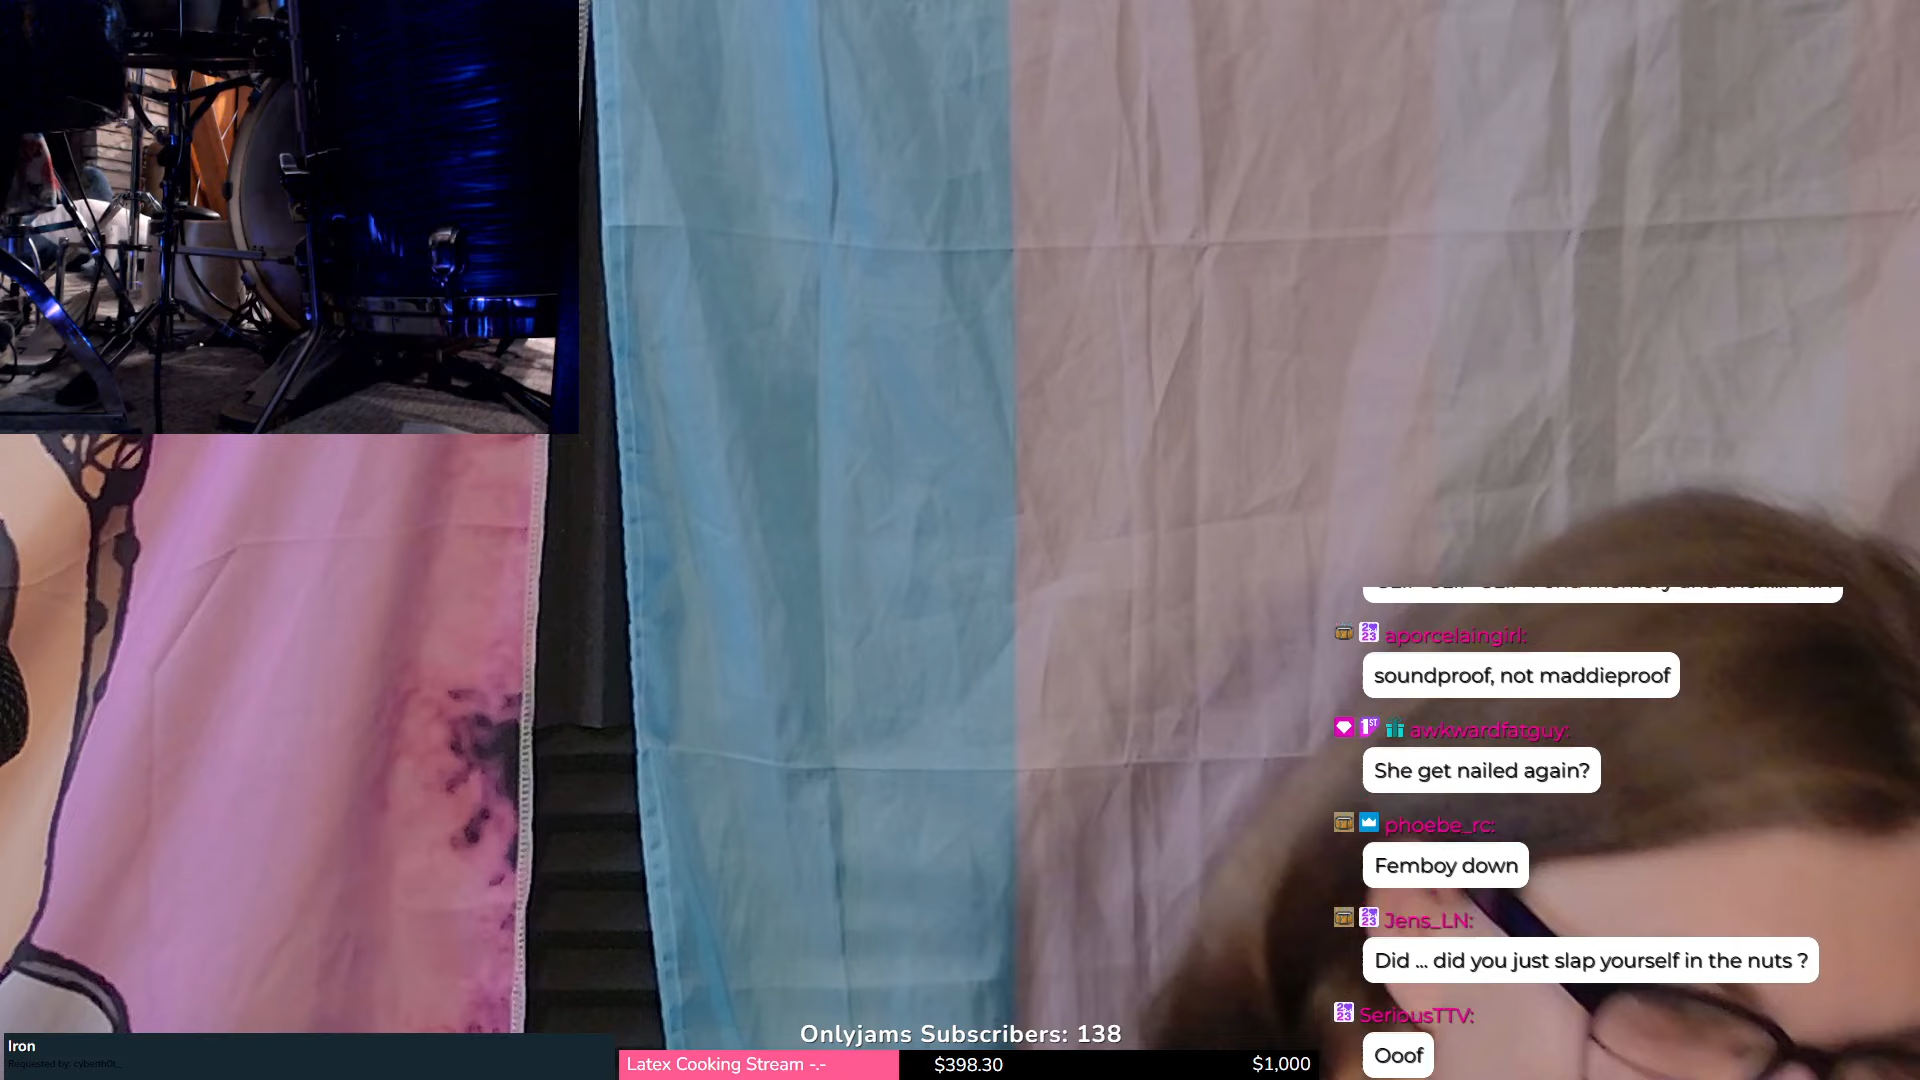 aporcelaingirl:
soundproof, not maddieproof
awkwardfatguy:
She get nailed again?
phoebe_rc:
Femboy down
Jens_LN:
Did ... did you just slap yourself in the nuts ?
SeriousTTV:
Ooof
Onlyjams Subscribers: 138
Latex Cooking Stream -.- $398.30 $1,000
Iron